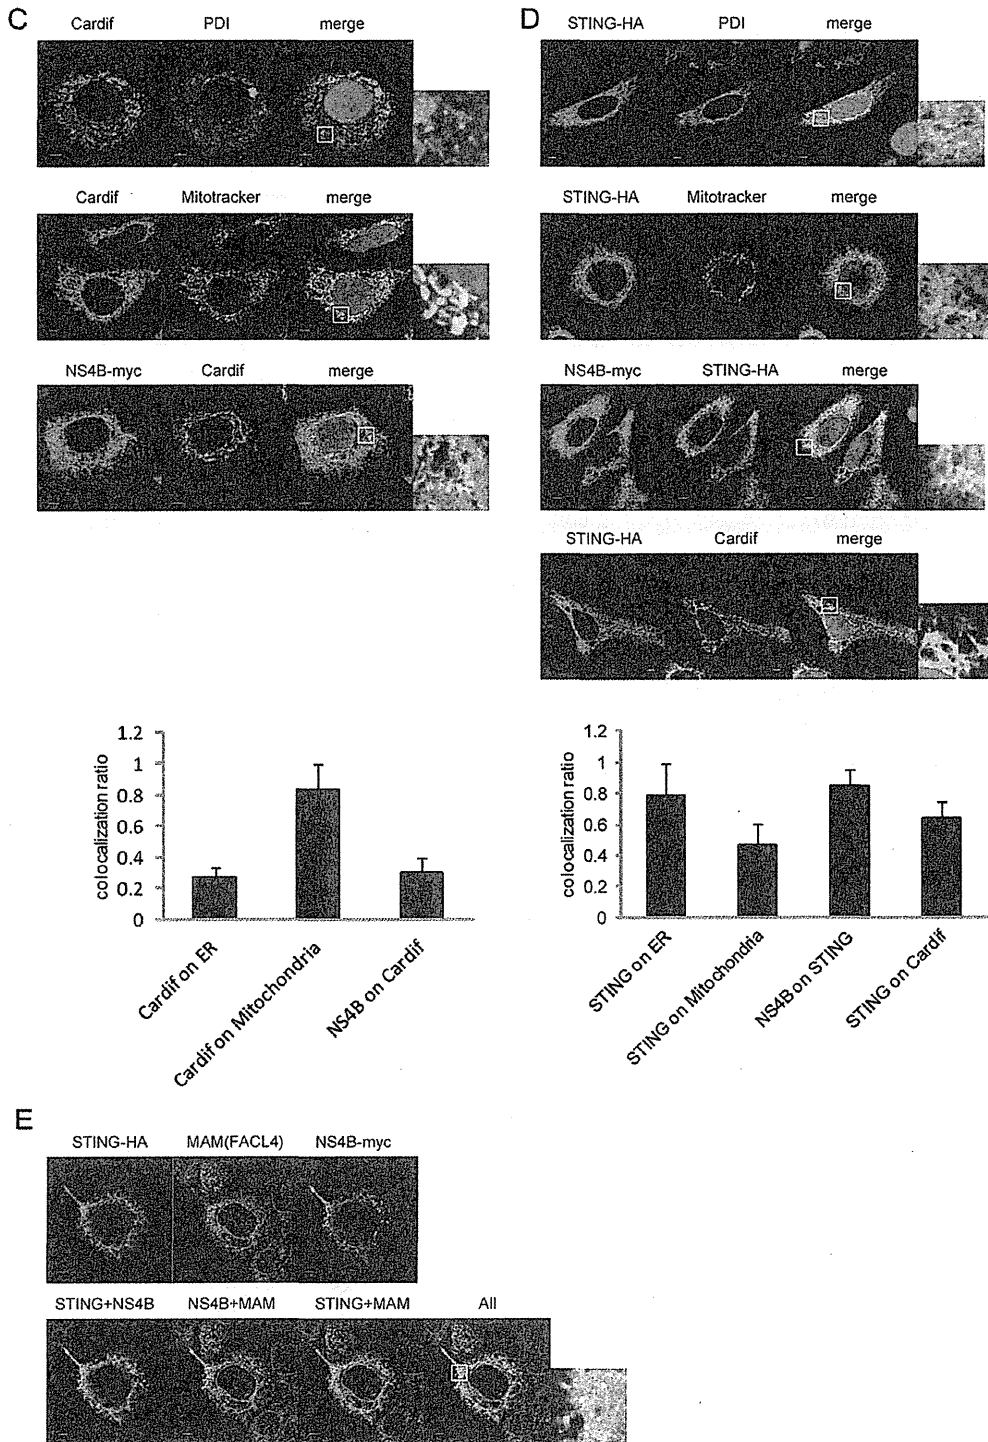 C
Cardif PDI merge
Cardif Mitotracker merge
NS4B-myc Cardif merge
colocalization ratio
1.2
1
0.8
0.6
0.4
0.2
0
Cardif on ER
Cardif on Mitochondria
NS4B on Cardif
D
STING-HA PDI merge
STING-HA Mitotracker merge
NS4B-myc STING-HA merge
STING-HA Cardif merge
colocalization ratio
1.2
1
0.8
0.6
0.4
0.2
0
STING on ER
STING on Mitochondria
NS4B on STING
STING on Cardif
E
STING-HA MAM(FACL4) NS4B-myc
STING+NS4B NS4B+MAM STING+MAM All